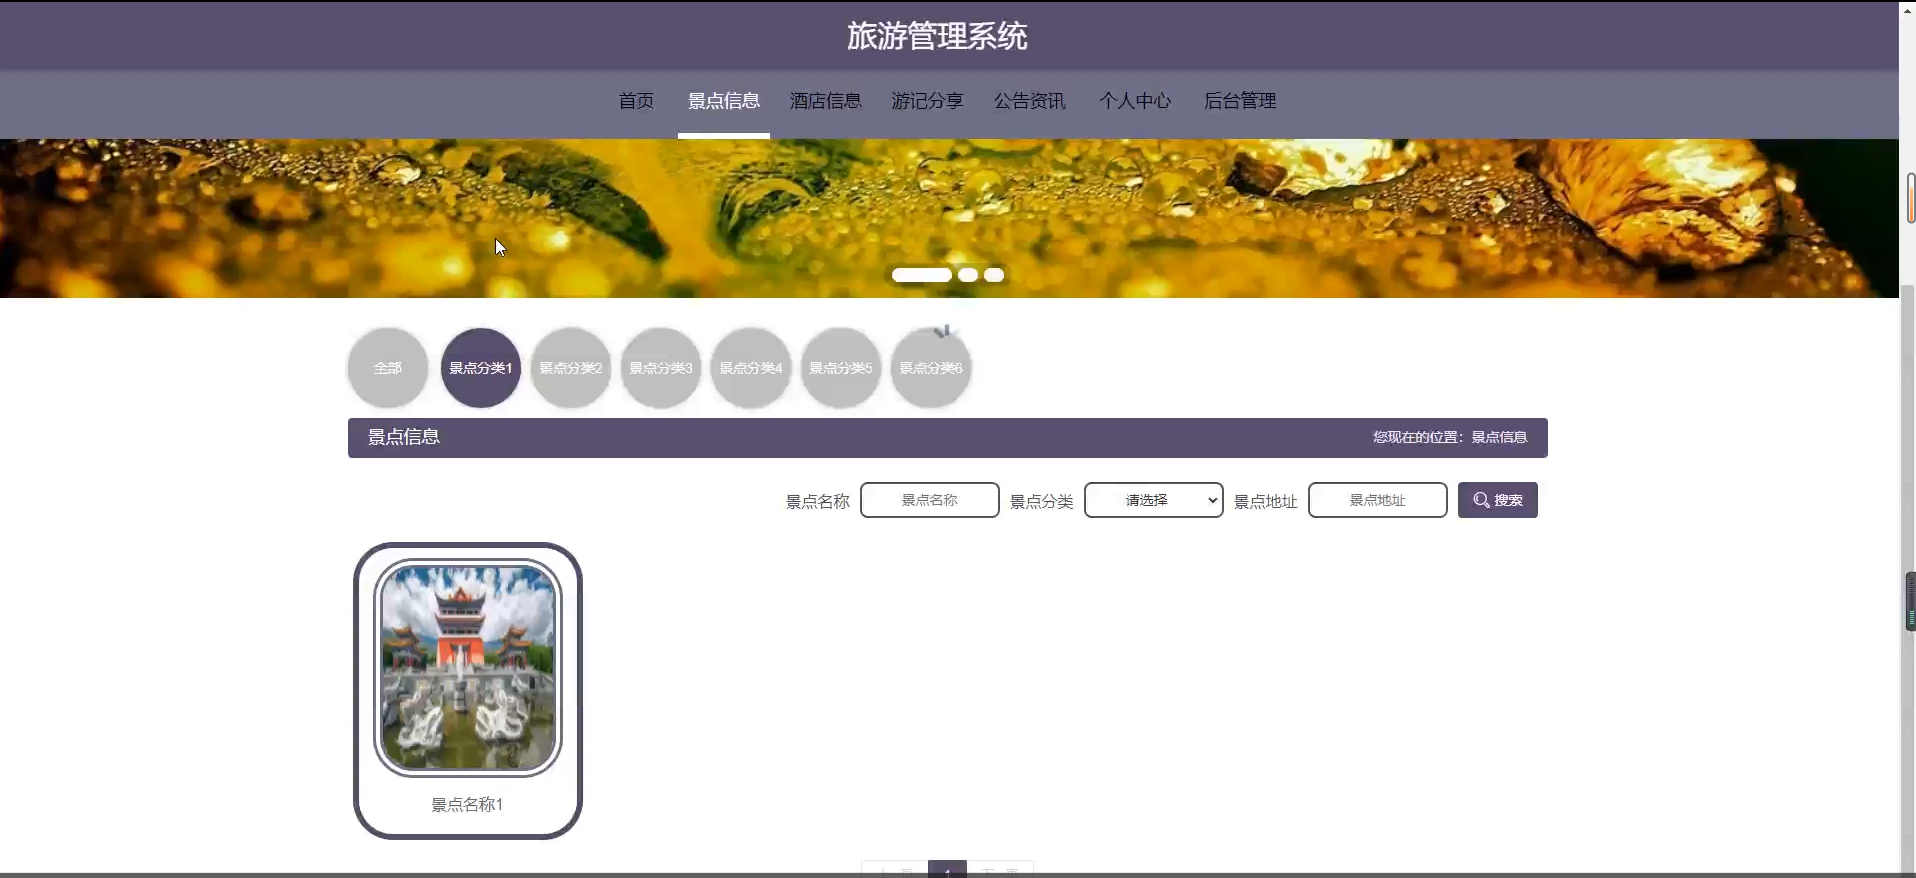 旅游管理系统
首页 景点信息 酒店信息 游记分享 公告资讯 个人中心 后台管理
全部 景点分类1 景点分类2 景点分类3 景点分类4 景点分类5 景点分类6
景点信息 您现在的位置：景点信息
景点名称 景点名称 景点分类 请选择 景点地址 景点地址 搜索
景点名称1
1